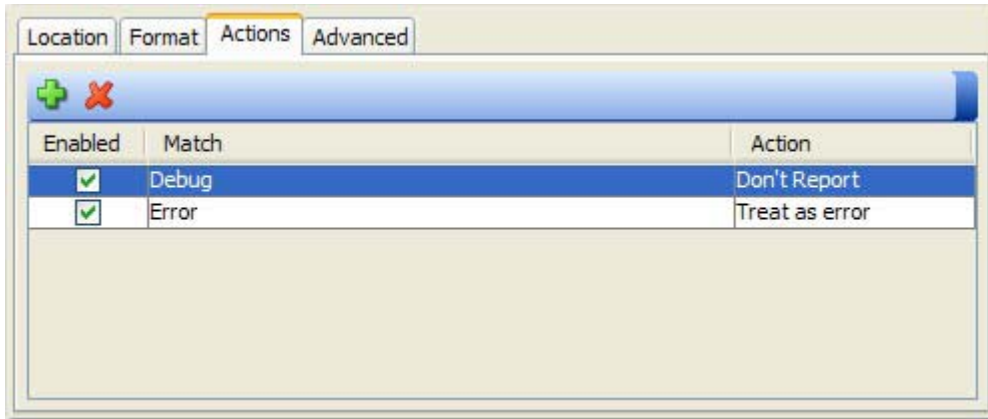 Location Format Actions Advanced
Enabled Match Action
Debug Don't Report
Error Treat as error